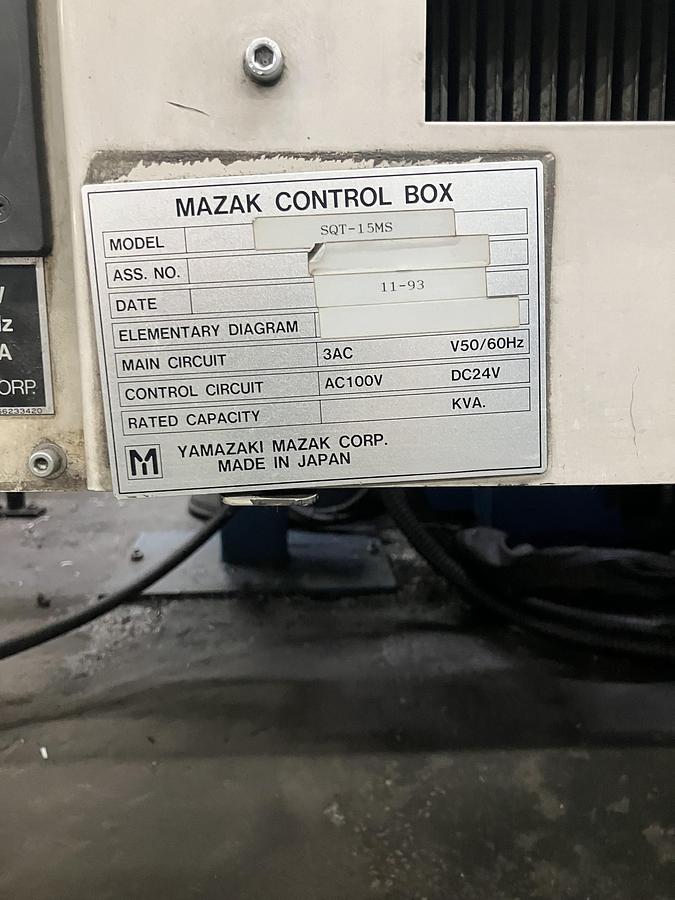 MAZAK CONTROL BOX
MODEL SQT-15MS
ASS. NO.
DATE 11-93
ELEMENTARY DIAGRAM
MAIN CIRCUIT 3AC V50/60Hz
CONTROL CIRCUIT AC100V DC24V
RATED CAPACITY KVA.
YAMAZAKI MAZAK CORP.
MADE IN JAPAN
ORP.